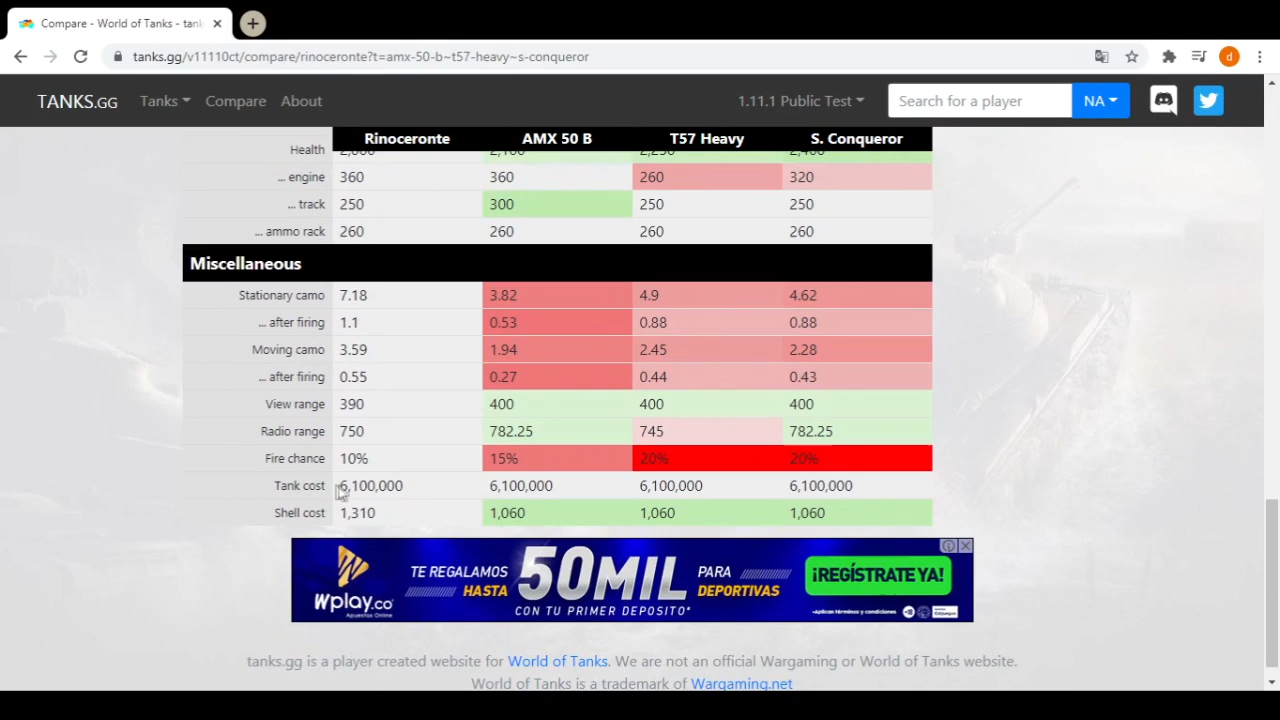 Compare - World of Tanks - tank
tanks.gg/v11110ct/compare/rinoceronte?t=amx-50-b~t57-heavy~s-conqueror
d
TANKS.GG Tanks Compare About 1.11.1 Public Test Search for a player NA
Rinoceronte AMX 50 B T57 Heavy S. Conqueror
Health
... engine 360 360 260 320
... track 250 300 250 250
... ammo rack 260 260 260 260
Miscellaneous
Stationary camo 7.18 3.82 4.9 4.62
... after firing 1.1 0.53 0.88 0.88
Moving camo 3.59 1.94 2.45 2.28
... after firing 0.55 0.27 0.44 0.43
View range 390 400 400 400
Radio range 750 782.25 745 782.25
Fire chance 10% 15% 20% 20%
Tank cost 6,100,000 6,100,000 6,100,000 6,100,000
Shell cost 1,310 1,060 1,060 1,060
Wplay.co
Apuestas Online
TE REGALAMOS
HASTA
50MIL
PARA
DEPORTIVAS
CON TU PRIMER DEPOSITO*
¡REGÍSTRATE YA!
*Aplican términos y condiciones
tanks.gg is a player created website for World of Tanks. We are not an official Wargaming or World of Tanks website.
World of Tanks is a trademark of Wargaming.net